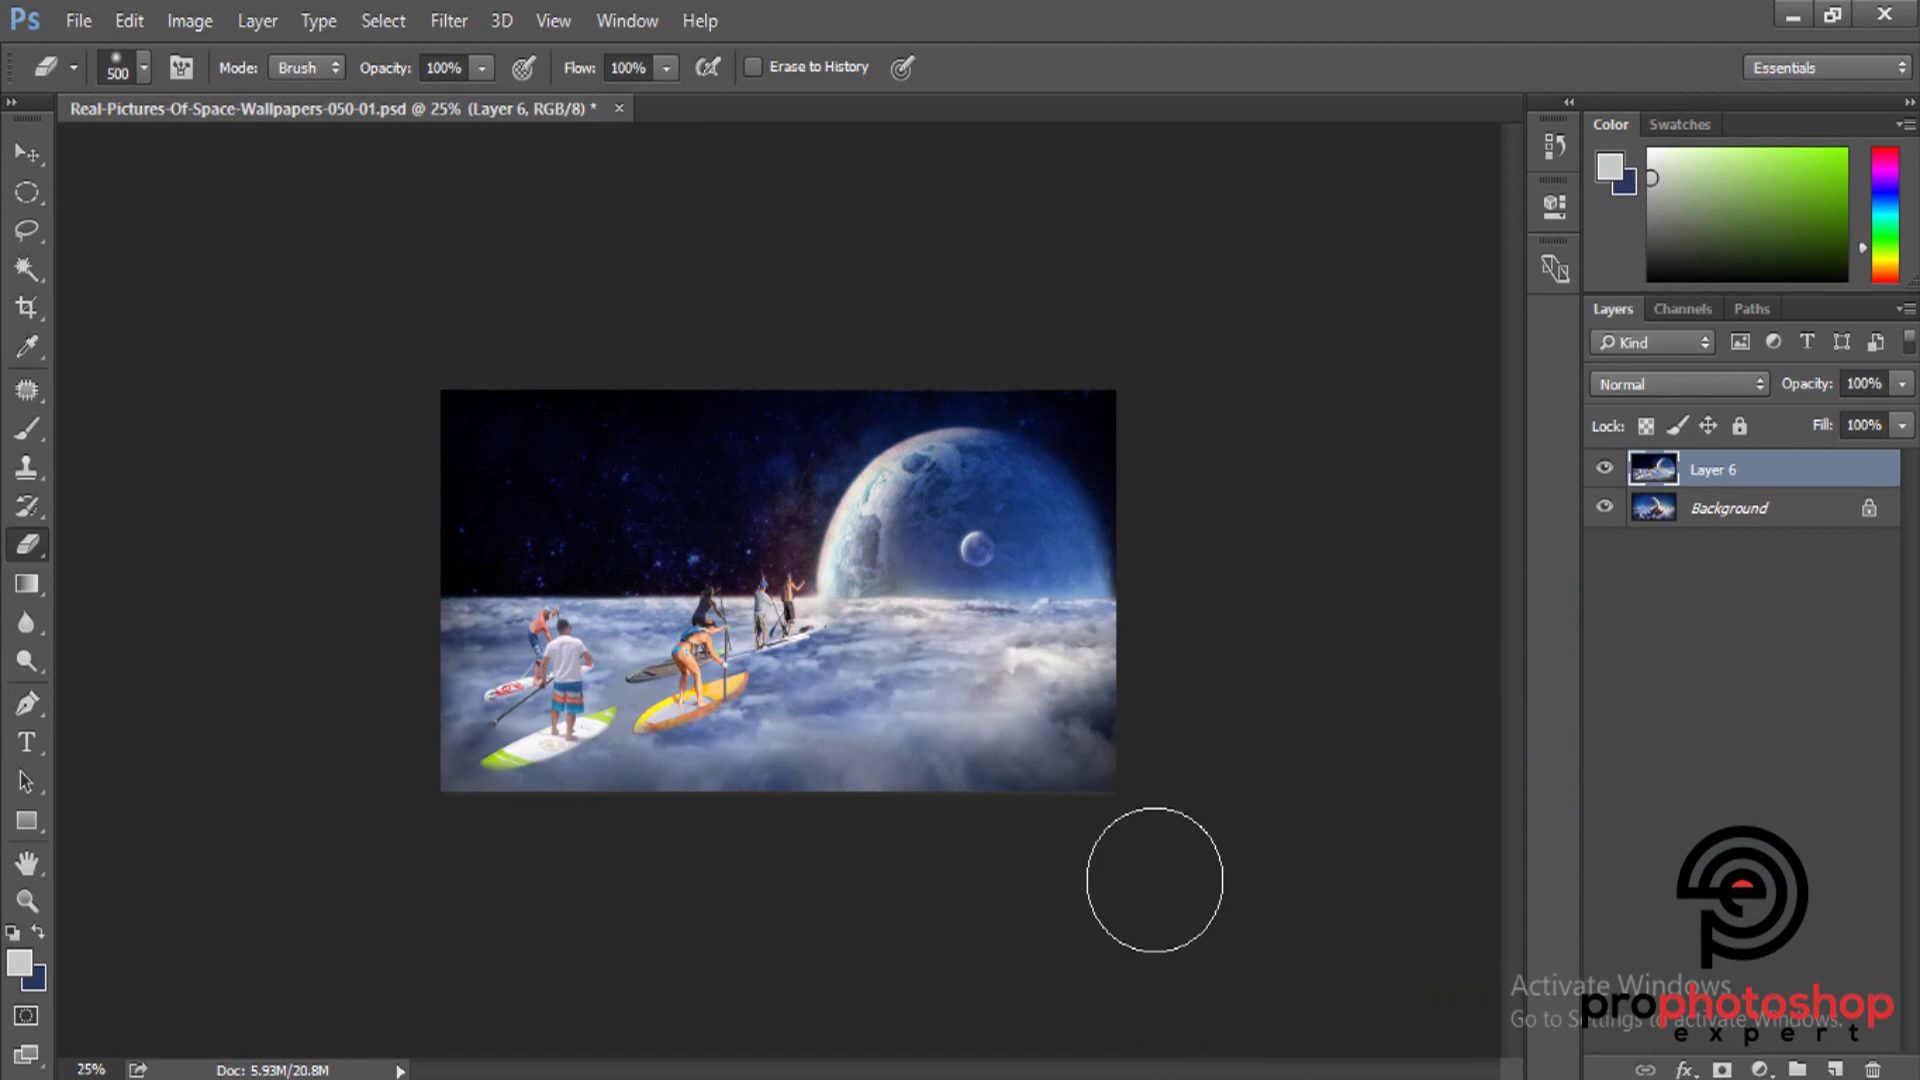 Ps File Edit Image Layer Type Select Filter 3D View Window Help
500 Mode: Brush Opacity: 100% Flow: 100% Erase to History Essentials
Real-Pictures-Of-Space-Wallpapers-050-01.psd @ 25% (Layer 6, RGB/8) * ×
Color Swatches
Layers Channels Paths
Kind
Normal Opacity: 100%
Lock: Fill: 100%
Layer 6
Background
Activate Windows
Go to Settings to activate Windows.
prophotoshop
expert
25% Doc: 5.93M/20.8M